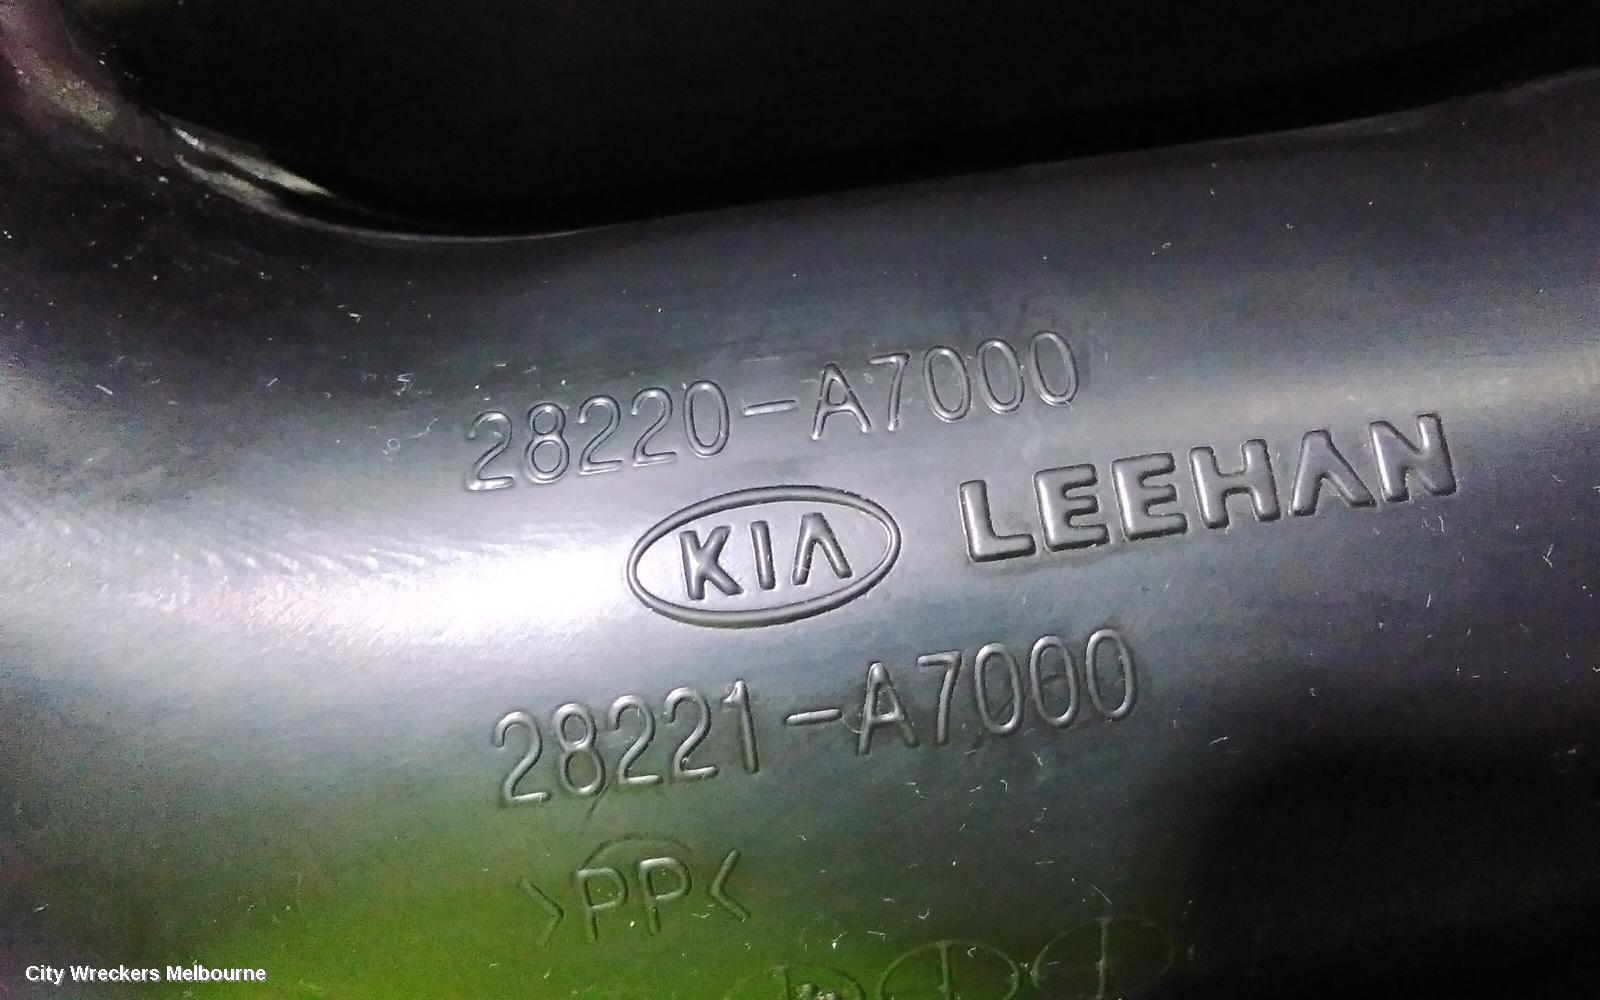 28220-A7000
KIA LEEHAN
28221-A7000
>PP<
City Wreckers Melbourne